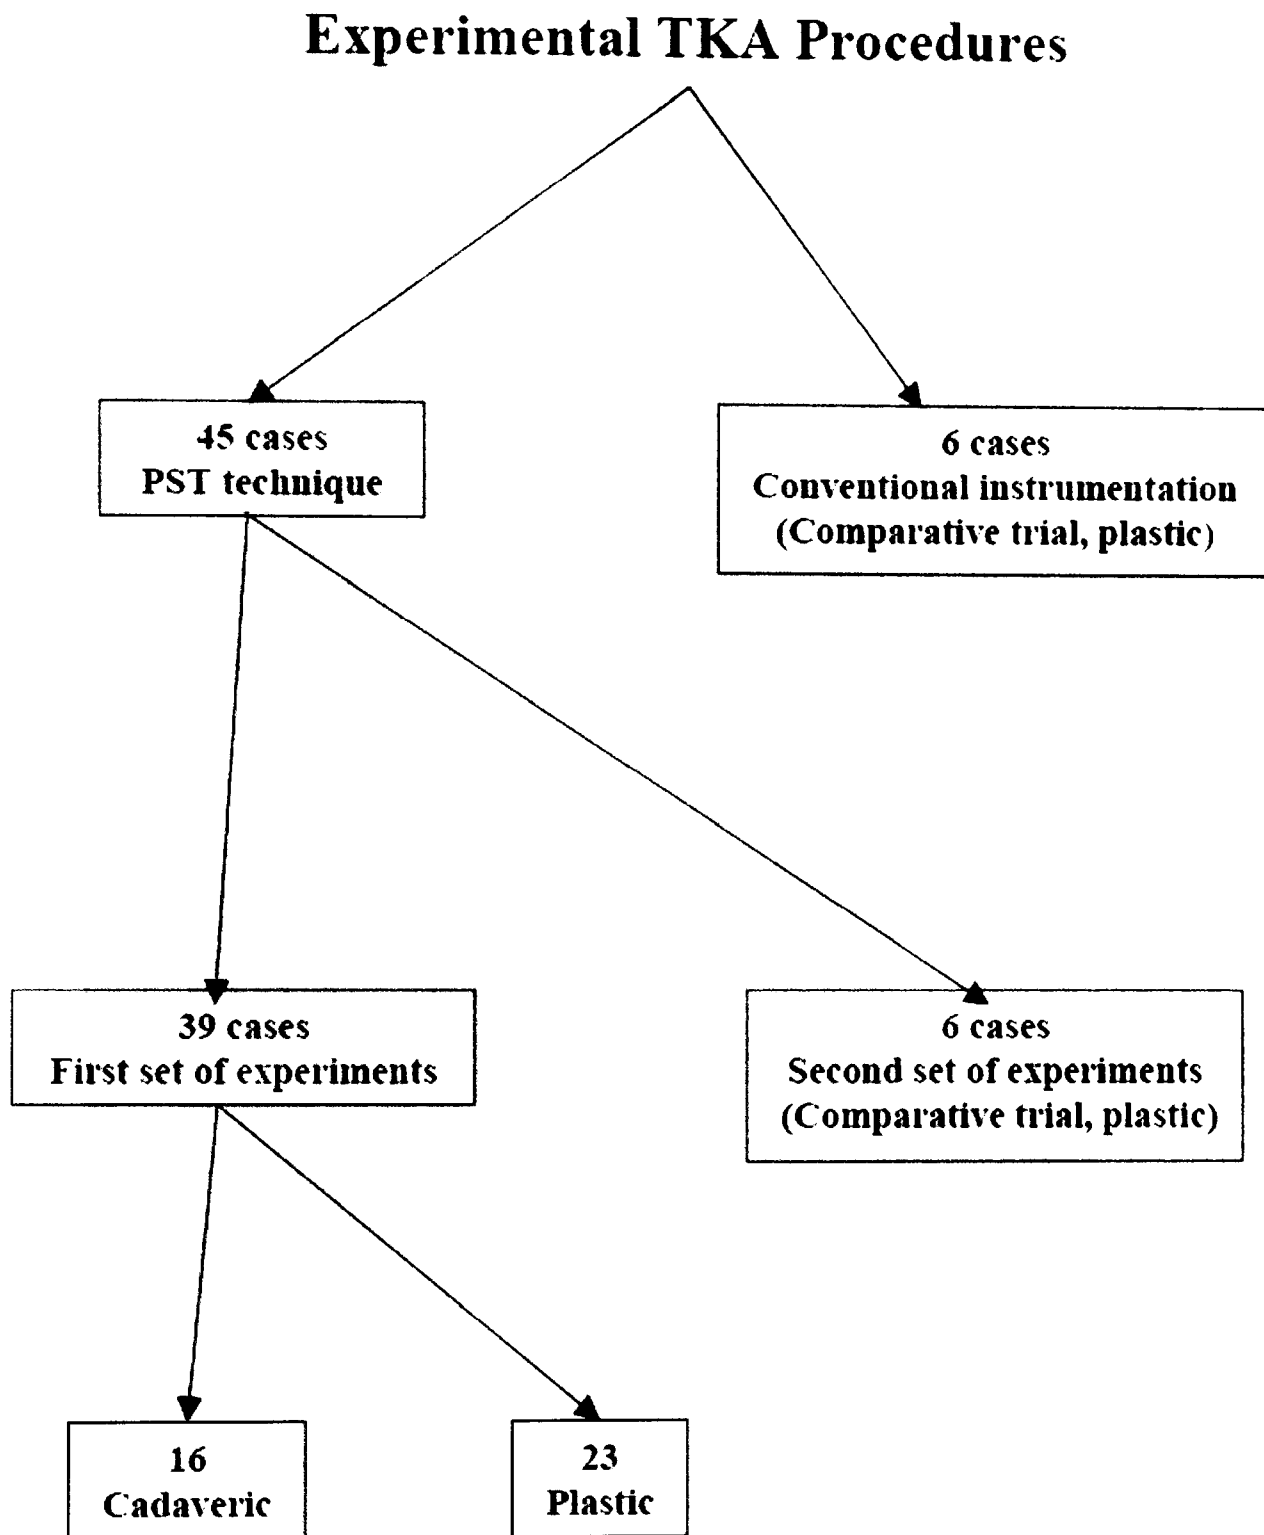 Experimental TKA Procedures
45 cases
PST technique
6 cases
Conventional instrumentation
(Comparative trial, plastic)
39 cases
First set of experiments
6 cases
Second set of experiments
(Comparative trial, plastic)
16
Cadaveric
23
Plastic